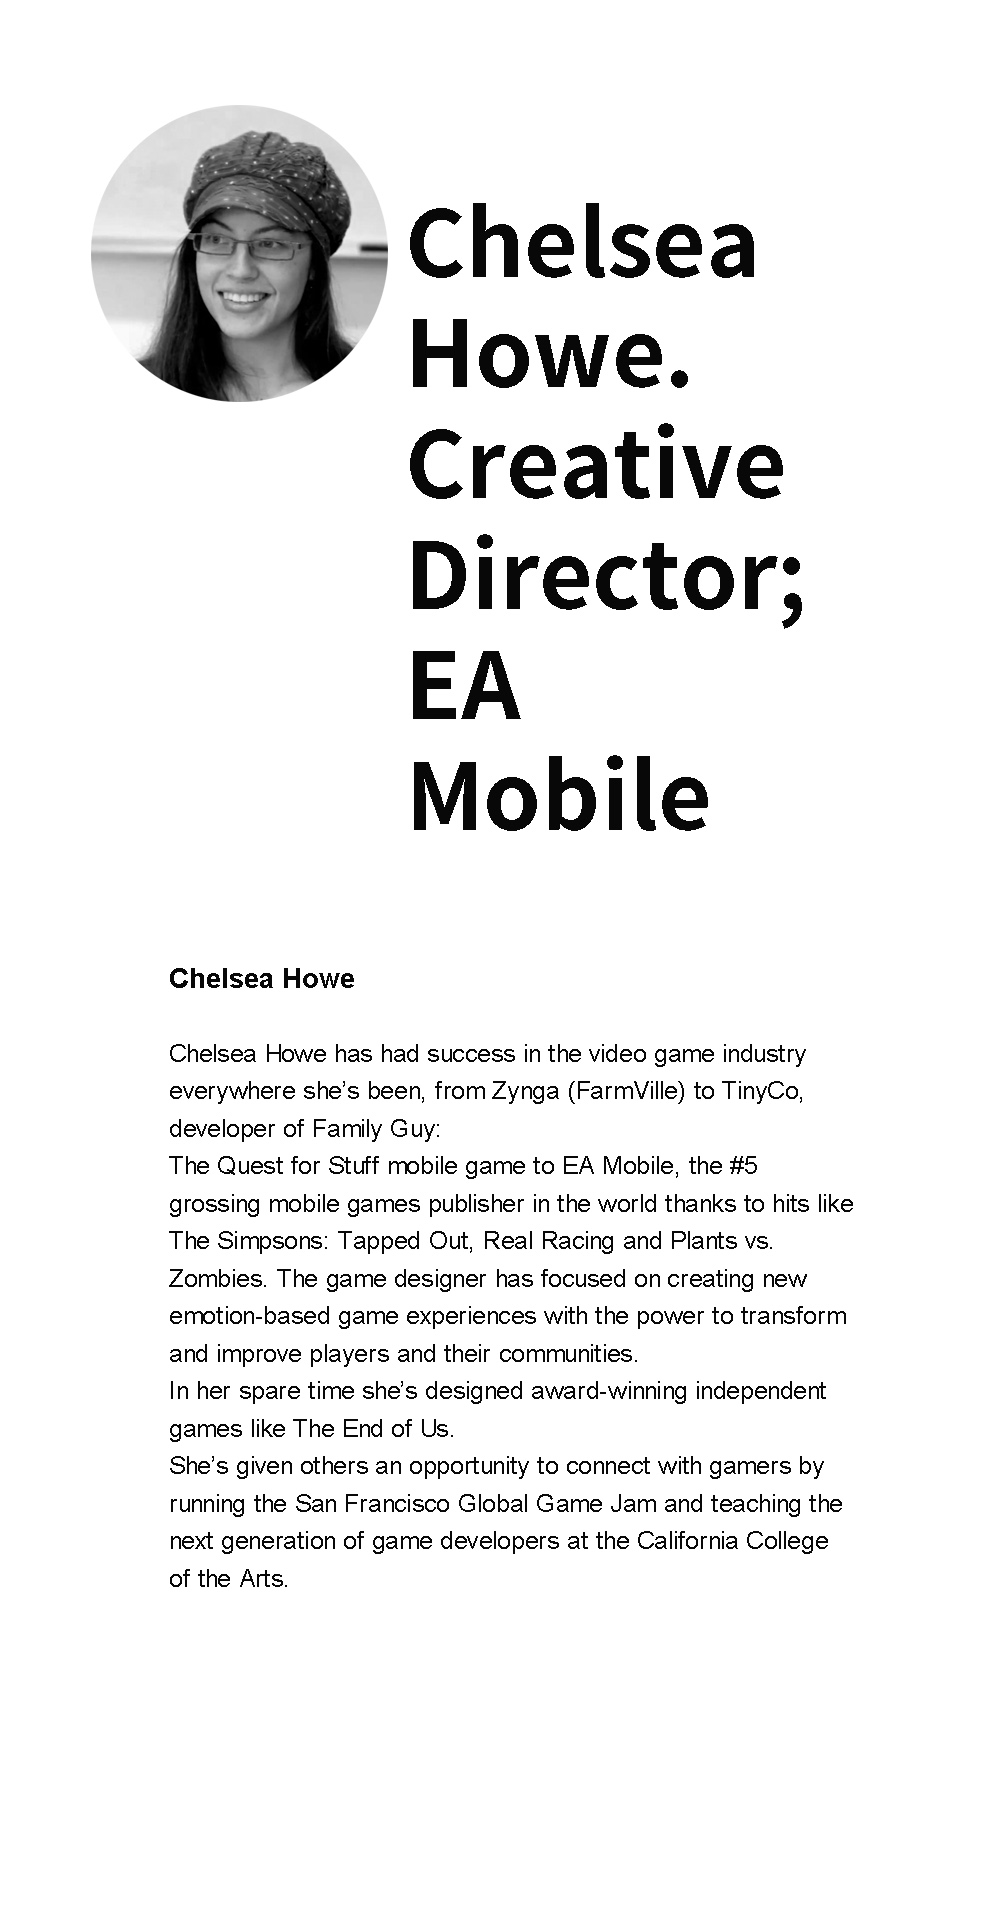 Chelsea
Howe.
Creative
Director;
EA
Mobile
Chelsea Howe
Chelsea Howe has had success in the video game industry
everywhere she’s been, from Zynga (FarmVille) to TinyCo,
developer of Family Guy:
The Quest for Stuff mobile game to EA Mobile, the #5
grossing mobile games publisher in the world thanks to hits like
The Simpsons: Tapped Out, Real Racing and Plants vs.
Zombies. The game designer has focused on creating new
emotion-based game experiences with the power to transform
and improve players and their communities.
In her spare time she’s designed award-winning independent
games like The End of Us.
She’s given others an opportunity to connect with gamers by
running the San Francisco Global Game Jam and teaching the
next generation of game developers at the California College
of the Arts.